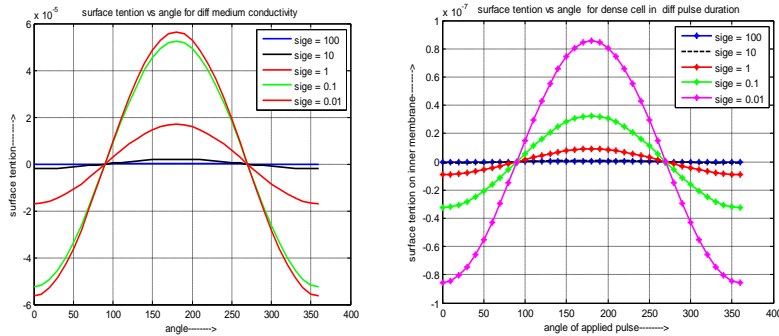 surface tention vs angle for diff medium conductivity
x 10^-5
6
4
2
0
-2
-4
-6
surface tention-------->
0 50 100 150 200 250 300 350 400
angle------->
sige = 100
sige = 10
sige = 1
sige = 0.1
sige = 0.01
surface tention vs angle for dense cell in diff pulse duration
x 10^-7
1
0.8
0.6
0.4
0.2
0
-0.2
-0.4
-0.6
-0.8
-1
surface tention on inner membrane------->
0 50 100 150 200 250 300 350 400
angle of applied pulse------->
sige = 100
sige = 10
sige = 1
sige = 0.1
sige = 0.01